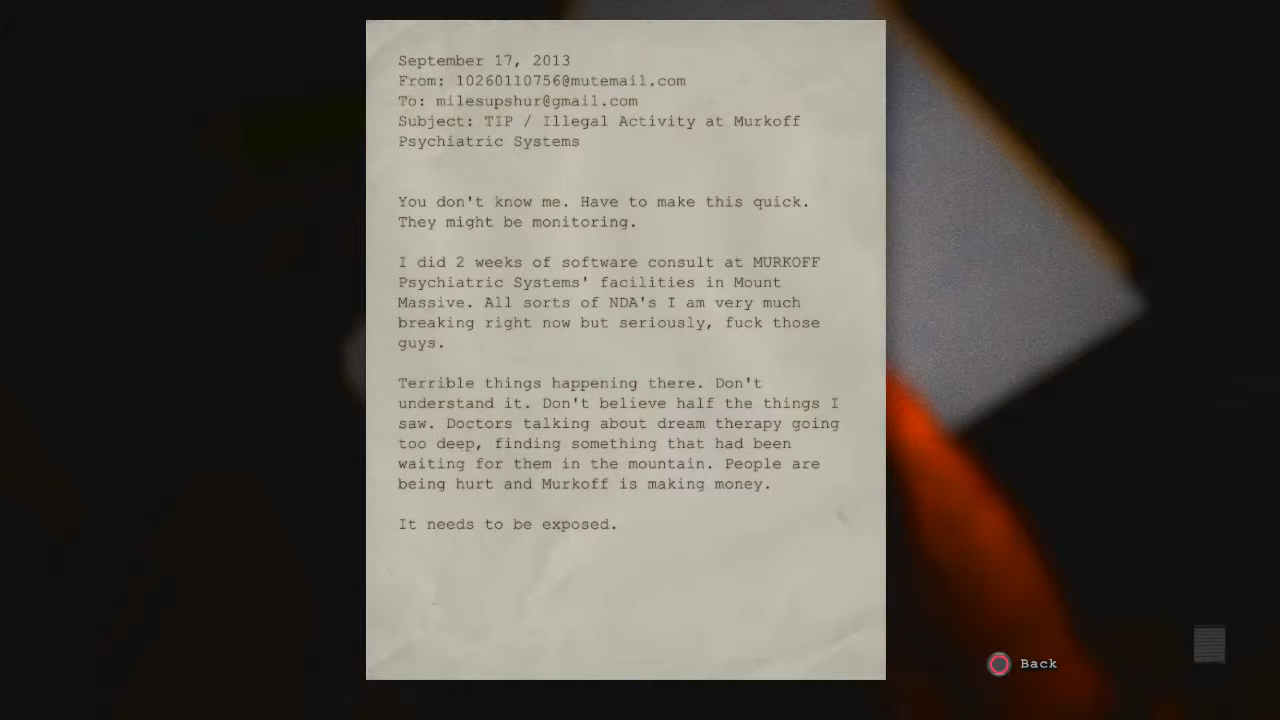 September 17, 2013
From: 10260110756@mutemail.com
To: milesupshur@gmail.com
Subject: TIP / Illegal Activity at Murkoff
Psychiatric Systems
You don't know me. Have to make this quick.
They might be monitoring.
I did 2 weeks of software consult at MURKOFF
Psychiatric Systems' facilities in Mount
Massive. All sorts of NDA's I am very much
breaking right now but seriously, fuck those
guys.
Terrible things happening there. Don't
understand it. Don't believe half the things I
saw. Doctors talking about dream therapy going
too deep, finding something that had been
waiting for them in the mountain. People are
being hurt and Murkoff is making money.
It needs to be exposed.
Back